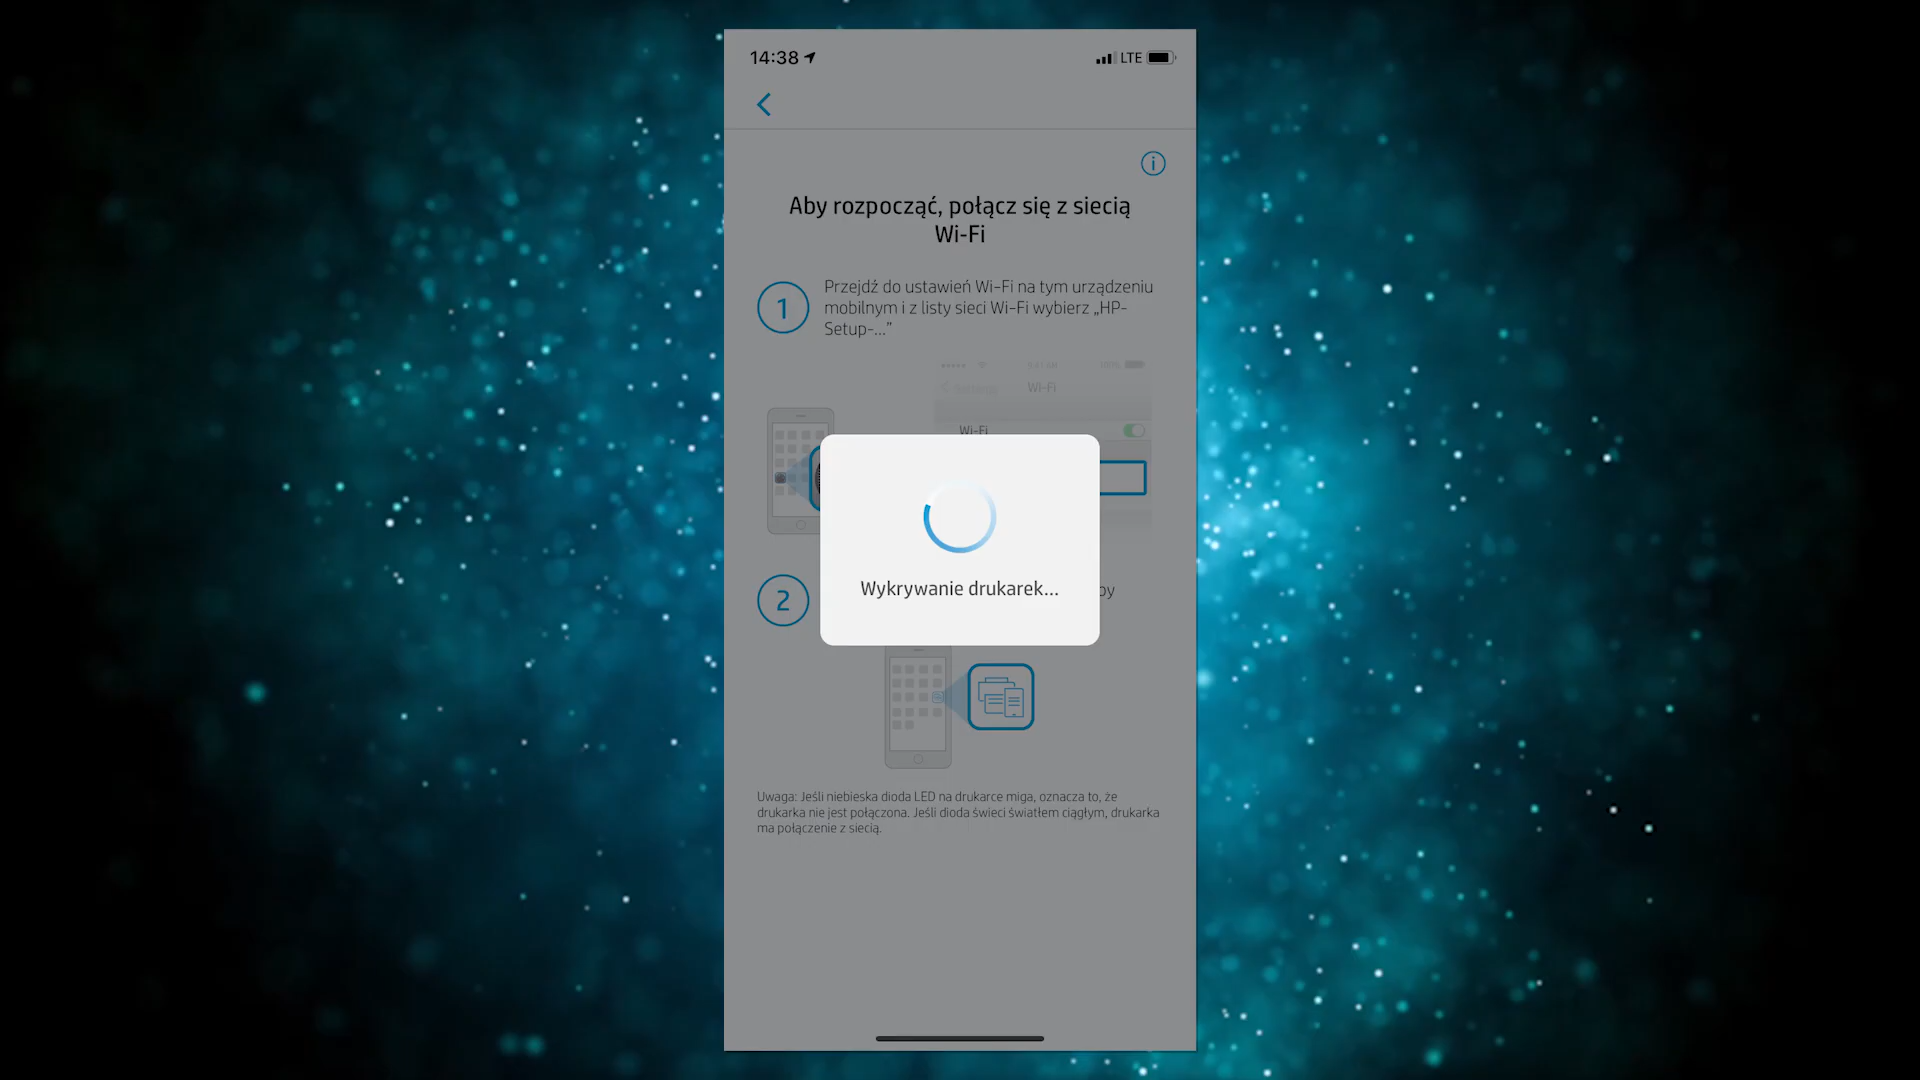 14:38
LTE
Aby rozpocząć, połącz się z siecią
Wi-Fi
1
Przejdź do ustawień Wi-Fi na tym urządzeniu
mobilnym i z listy sieci Wi-Fi wybierz „HP-
Setup-...”
Wi-Fi
Wi-Fi
Wykrywanie drukarek...
2
by
Uwaga: Jeśli niebieska dioda LED na drukarce miga, oznacza to, że
drukarka nie jest połączona. Jeśli dioda świeci światłem ciągłym, drukarka
ma połączenie z siecią.